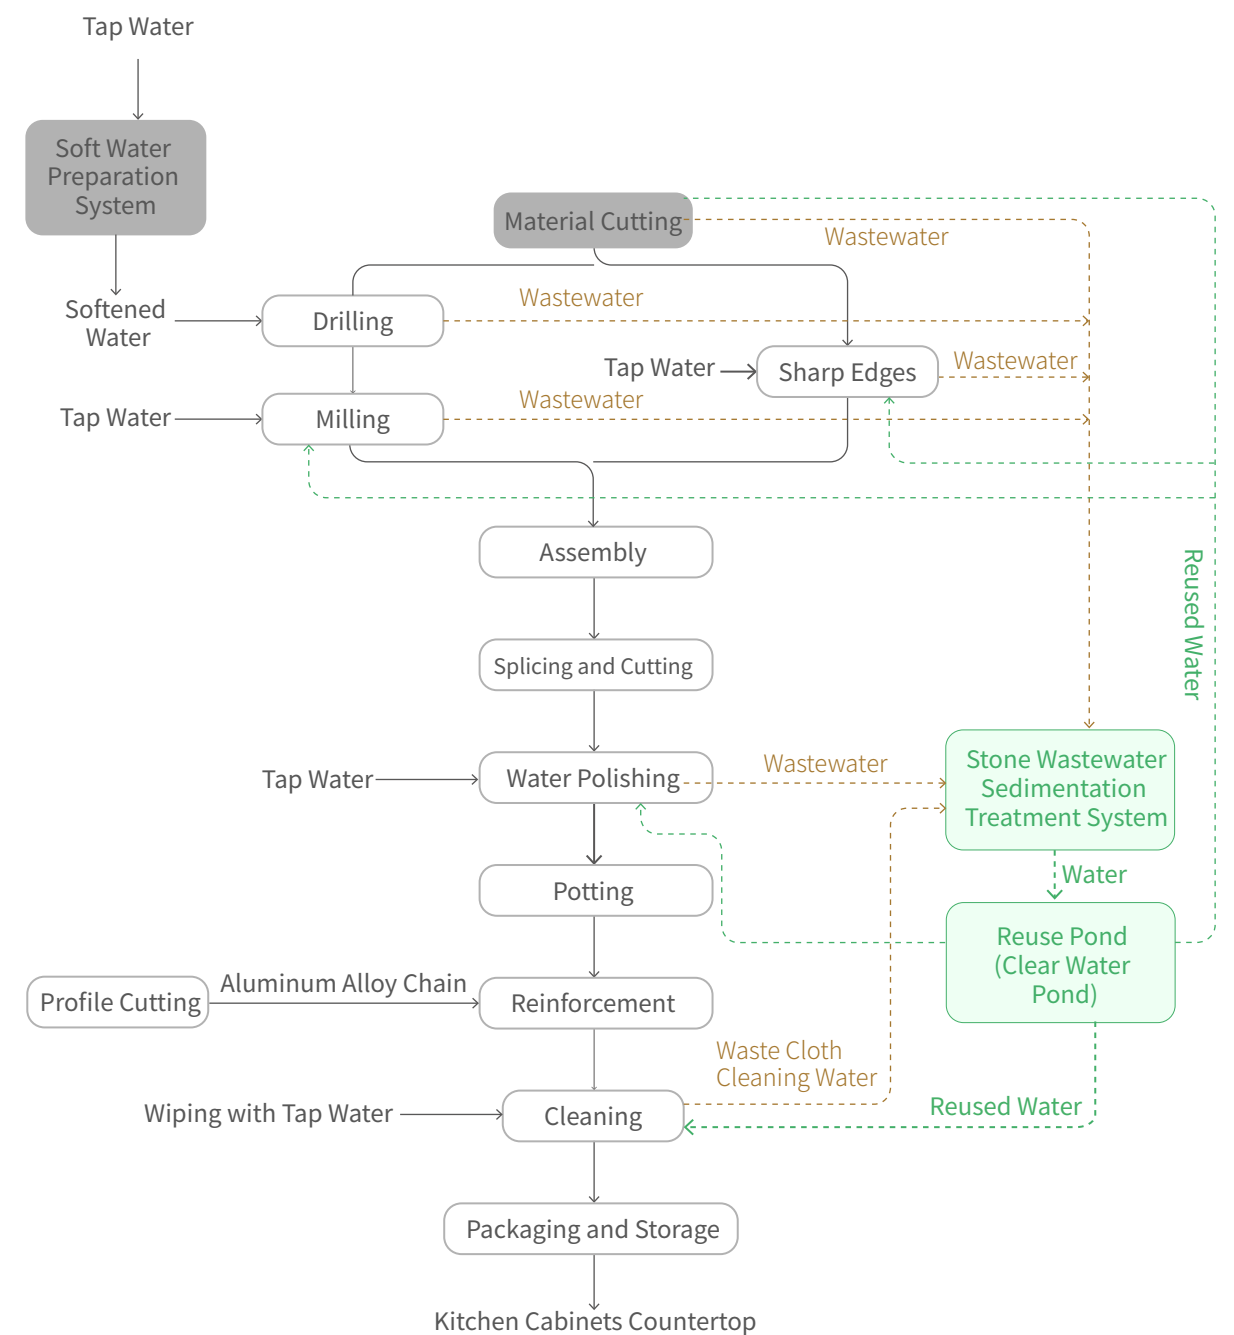 Tap Water
Soft Water
Preparation
System
Material Cutting
Wastewater
Softened
Water
Drilling
Wastewater
Tap Water
Sharp Edges
Wastewater
Tap Water
Milling
Wastewater
Assembly
Reused Water
Splicing and Cutting
Tap Water
Water Polishing
Wastewater
Stone Wastewater
Sedimentation
Treatment System
Water
Potting
Reuse Pond
(Clear Water
Pond)
Profile Cutting
Aluminum Alloy Chain
Reinforcement
Waste Cloth
Cleaning Water
Wiping with Tap Water
Cleaning
Reused Water
Packaging and Storage
Kitchen Cabinets Countertop